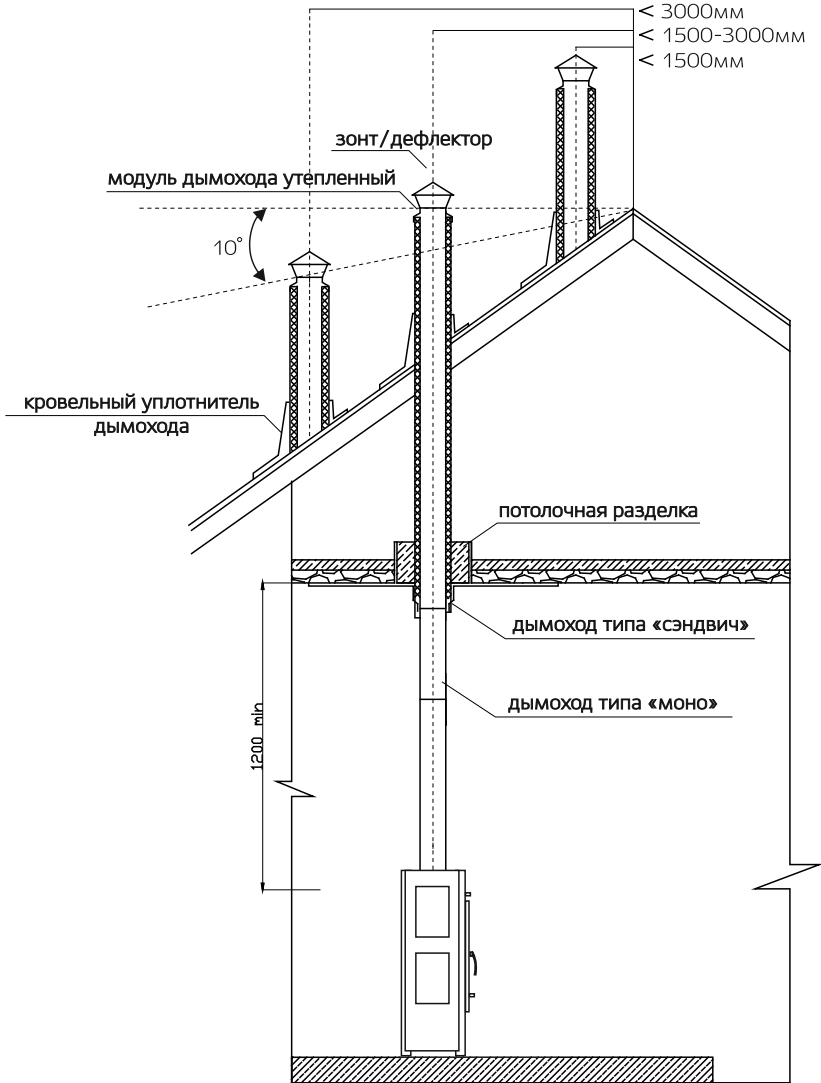 < 3000мм
< 1500-3000мм
< 1500мм
зонт/дефлектор
модуль дымохода утепленный
10°
кровельный уплотнитель
дымохода
потолочная разделка
дымоход типа «сэндвич»
дымоход типа «моно»
1200 min